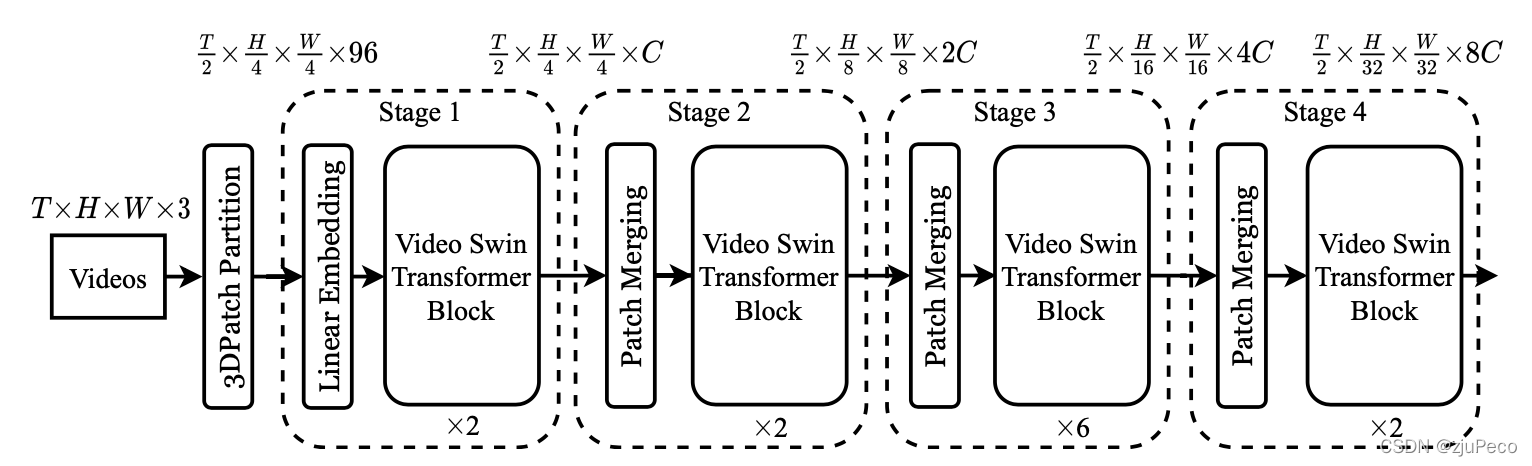 T/2 × H/4 × W/4 × 96
T/2 × H/4 × W/4 × C
T/2 × H/8 × W/8 × 2C
T/2 × H/16 × W/16 × 4C
T/2 × H/32 × W/32 × 8C
Stage 1
Stage 2
Stage 3
Stage 4
T×H×W×3
Videos
3DPatch Partition
Linear Embedding
Video Swin
Transformer
Block
×2
Patch Merging
Video Swin
Transformer
Block
×2
Patch Merging
Video Swin
Transformer
Block
×6
Patch Merging
Video Swin
Transformer
Block
×2
CSDN @zjuPeco